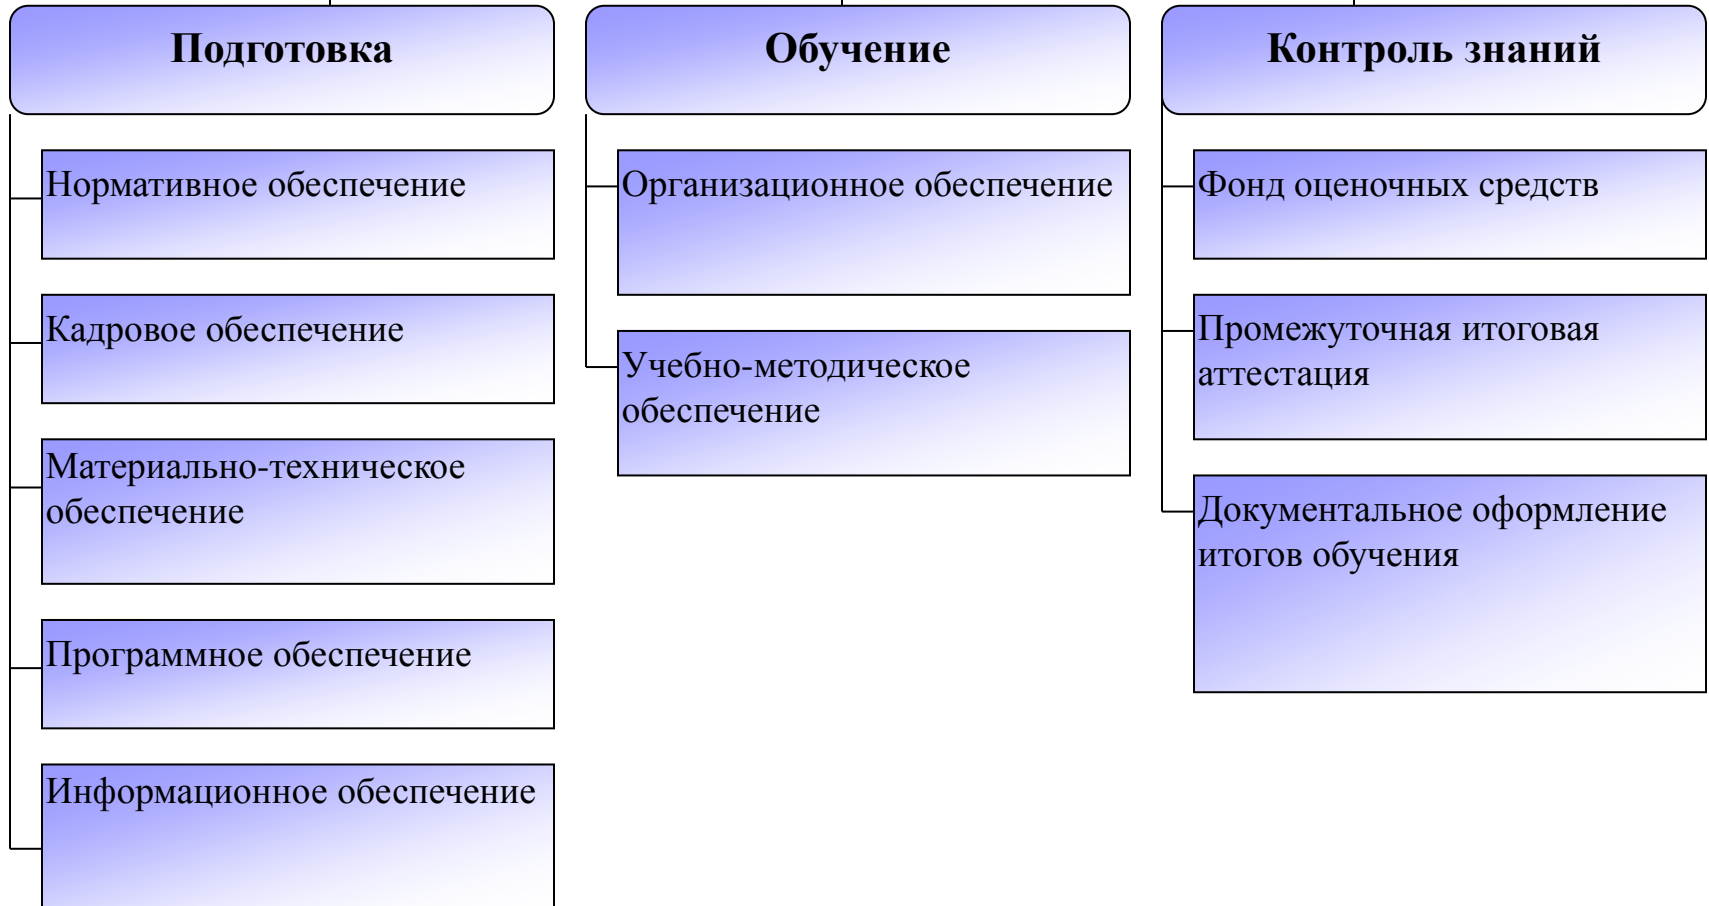 Подготовка
Нормативное обеспечение
Кадровое обеспечение
Материально-техническое
обеспечение
Программное обеспечение
Информационное обеспечение
Обучение
Организационное обеспечение
Учебно-методическое
обеспечение
Контроль знаний
Фонд оценочных средств
Промежуточная итоговая
аттестация
Документальное оформление
итогов обучения